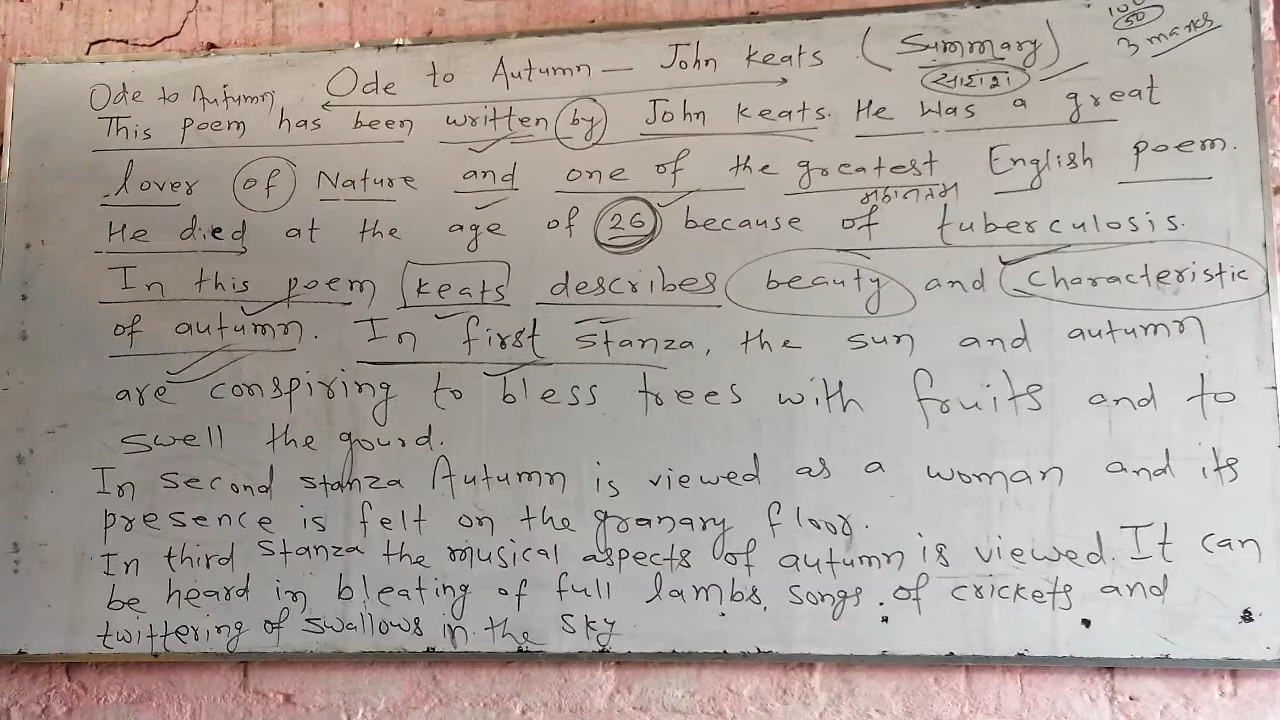 100
50
3 marks
Ode to Autumn — John Keats (Summary)
सारांश
Ode to Autumn
This poem has been written by John Keats. He was a great
lover of Nature and one of the greatest English poem.
महानतम
He died at the age of 26 because of tuberculosis.
In this poem Keats describes beauty and characteristic
of autumn. In first stanza, the sun and autumn
are conspiring to bless trees with fruits and to
swell the gourd.
In second stanza Autumn is viewed as a woman and its
presence is felt on the granary floor.
In third stanza the musical aspects of autumn is viewed. It can
be heard in bleating of full lambs, songs of crickets and
twittering of swallows in the sky